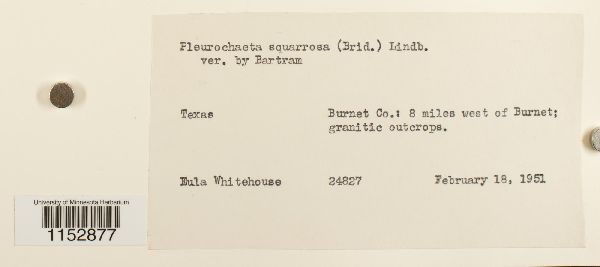 Pleurochaeta squarrosa (Brid.) Lindb.
ver. by Bartram
Texas
Burnet Co.: 8 miles west of Burnet;
granitic outcrops.
Eula Whitehouse 24827 February 18, 1951
University of Minnesota Herbarium
1152877